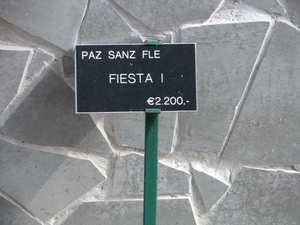 PAZ SANZ FLE
FIESTA I
€2.200,-